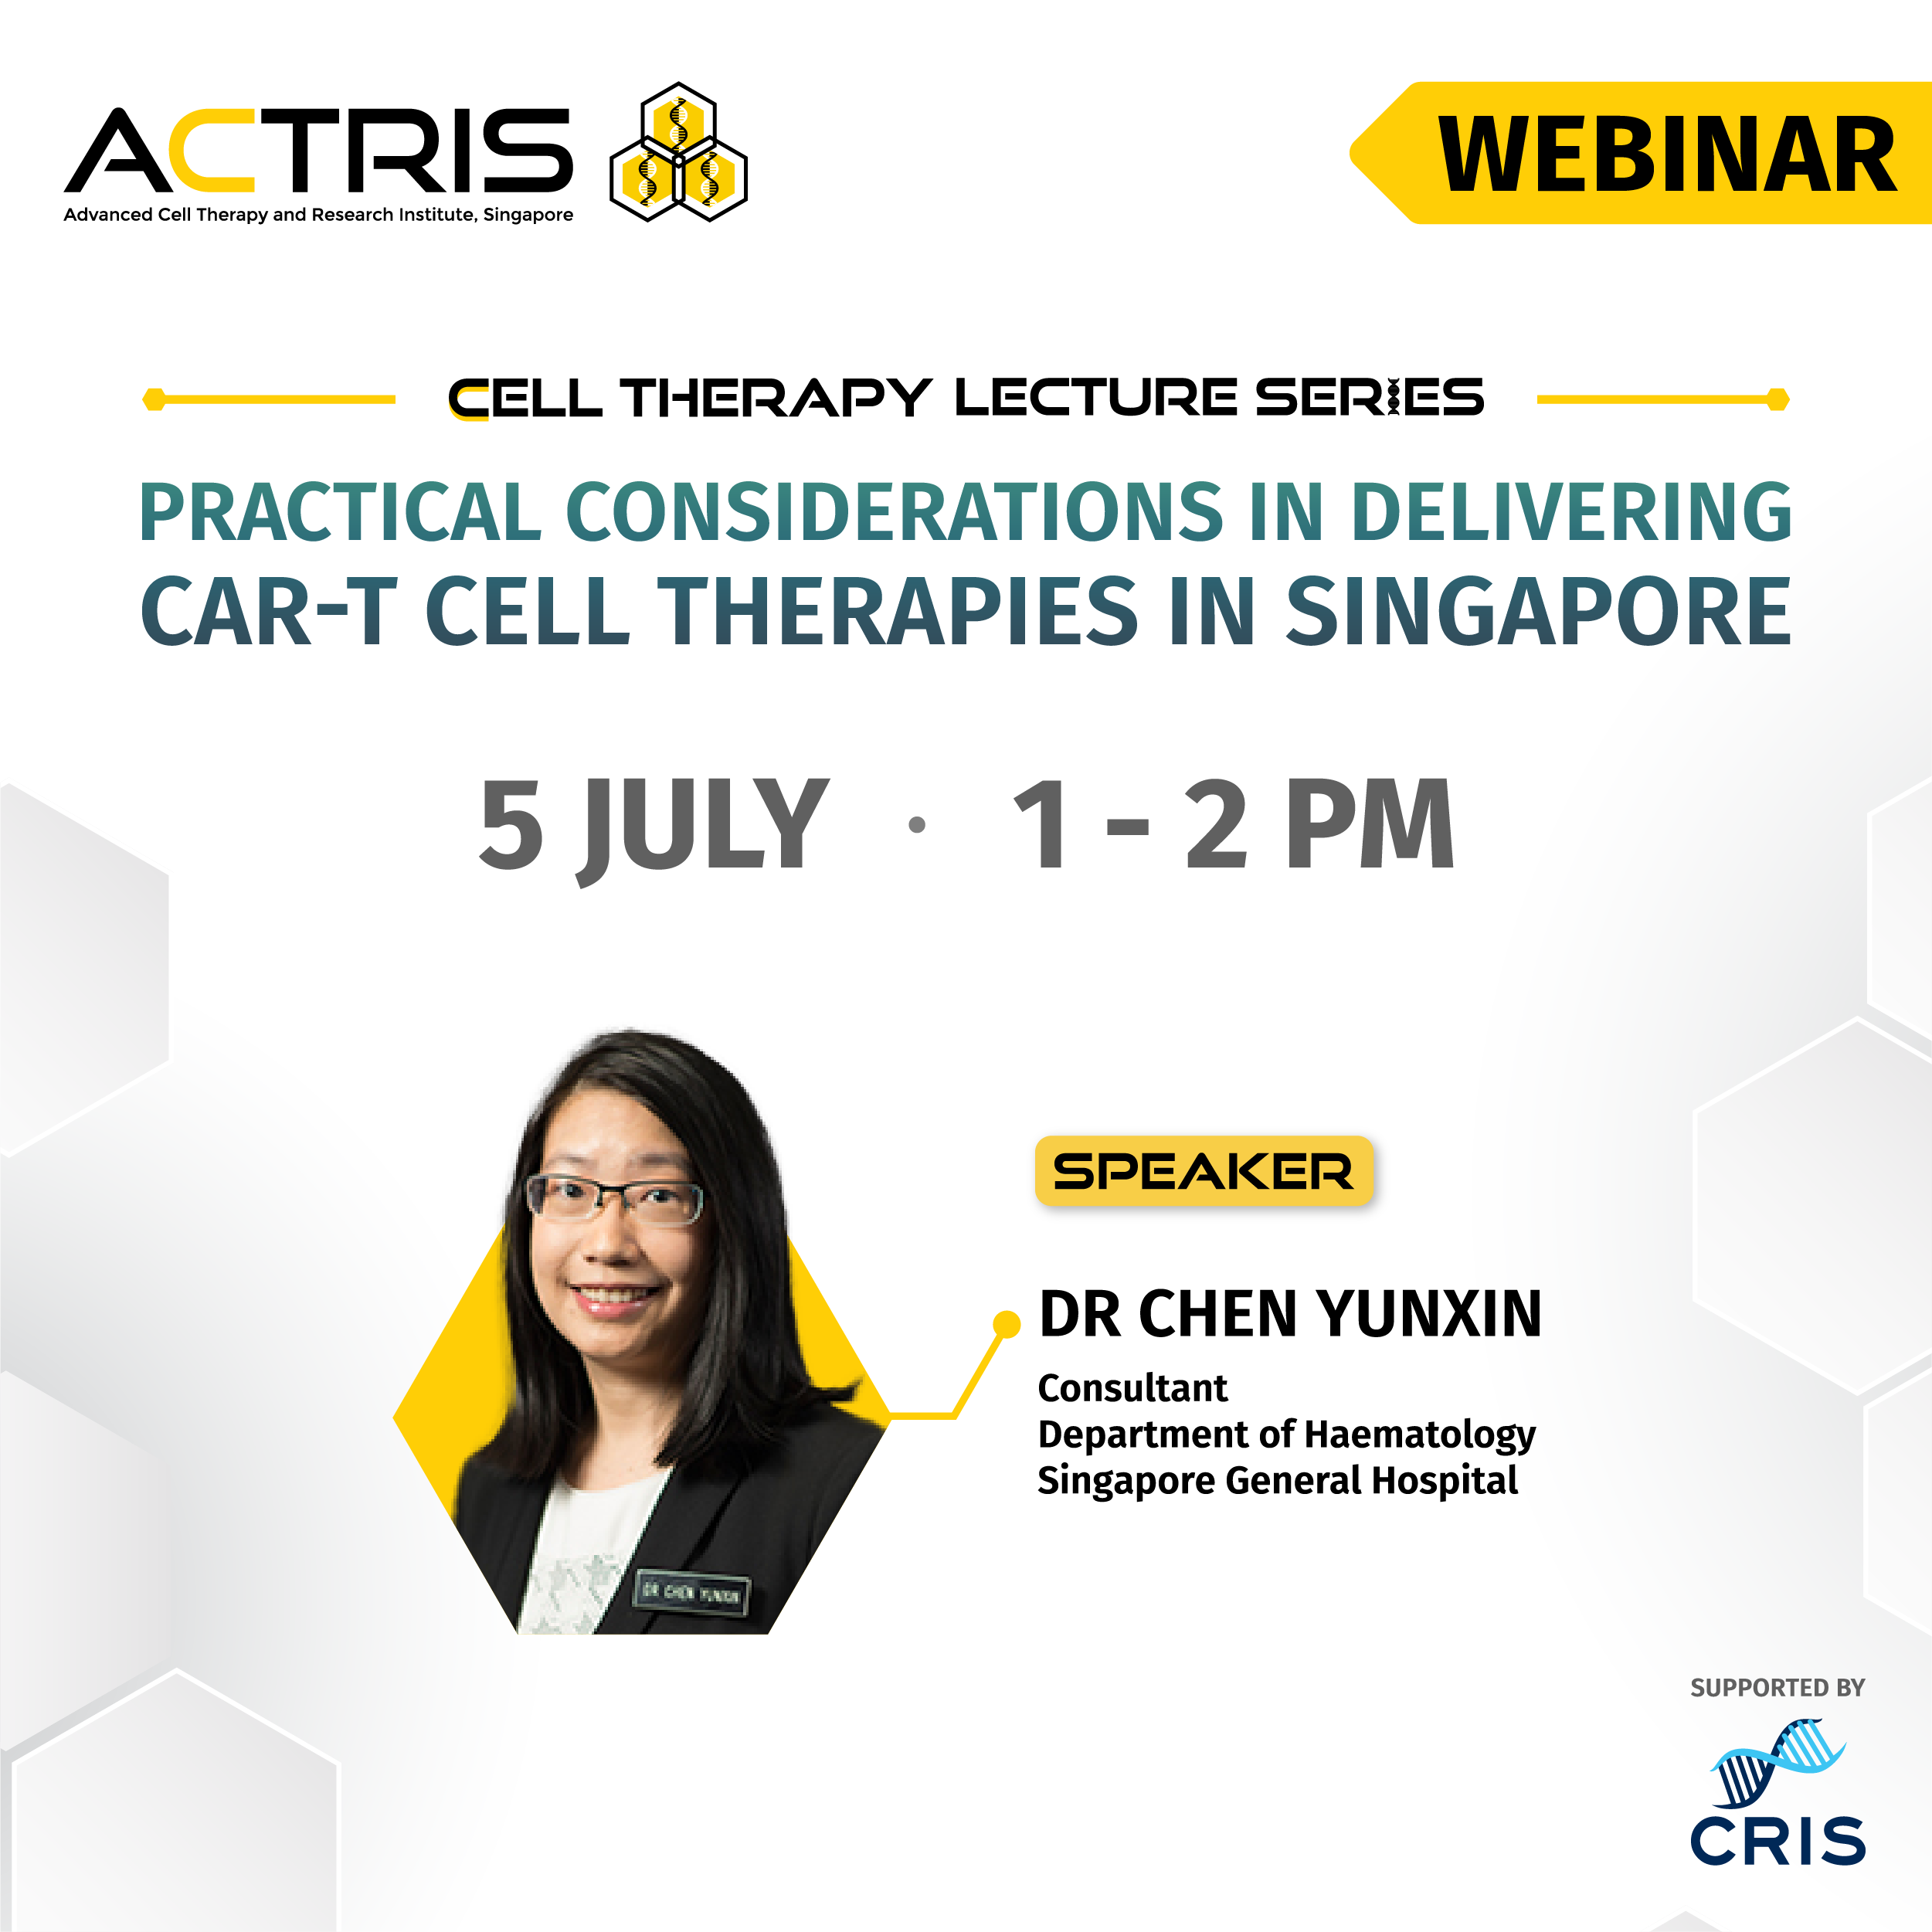 ACTRIS
Advanced Cell Therapy and Research Institute, Singapore
WEBINAR
CELL THERAPY LECTURE SERIES
PRACTICAL CONSIDERATIONS IN DELIVERING
CAR-T CELL THERAPIES IN SINGAPORE
5 JULY · 1 - 2 PM
SPEAKER
DR CHEN YUNXIN
Consultant
Department of Haematology
Singapore General Hospital
DR CHEN YUNXIN
SUPPORTED BY
CRIS